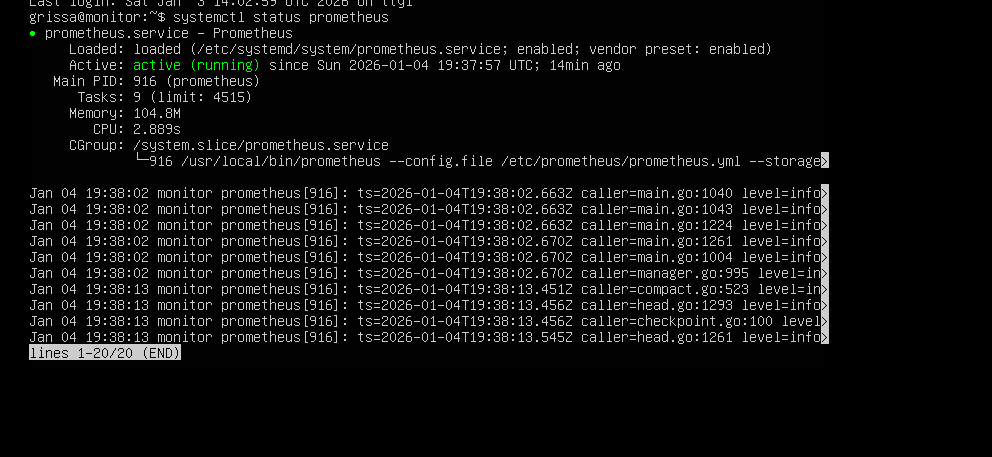 Last login: Sat Jan  3 14:02:59 UTC 2026 on tty1
grissa@monitor:~$ systemctl status prometheus
● prometheus.service - Prometheus
     Loaded: loaded (/etc/systemd/system/prometheus.service; enabled; vendor preset: enabled)
     Active: active (running) since Sun 2026-01-04 19:37:57 UTC; 14min ago
   Main PID: 916 (prometheus)
      Tasks: 9 (limit: 4515)
     Memory: 104.8M
        CPU: 2.889s
     CGroup: /system.slice/prometheus.service
             └─916 /usr/local/bin/prometheus --config.file /etc/prometheus/prometheus.yml --storage>
Jan 04 19:38:02 monitor prometheus[916]: ts=2026-01-04T19:38:02.663Z caller=main.go:1040 level=info>
Jan 04 19:38:02 monitor prometheus[916]: ts=2026-01-04T19:38:02.663Z caller=main.go:1043 level=info>
Jan 04 19:38:02 monitor prometheus[916]: ts=2026-01-04T19:38:02.663Z caller=main.go:1224 level=info>
Jan 04 19:38:02 monitor prometheus[916]: ts=2026-01-04T19:38:02.670Z caller=main.go:1261 level=info>
Jan 04 19:38:02 monitor prometheus[916]: ts=2026-01-04T19:38:02.670Z caller=main.go:1004 level=info>
Jan 04 19:38:02 monitor prometheus[916]: ts=2026-01-04T19:38:02.670Z caller=manager.go:995 level=in>
Jan 04 19:38:13 monitor prometheus[916]: ts=2026-01-04T19:38:13.451Z caller=compact.go:523 level=in>
Jan 04 19:38:13 monitor prometheus[916]: ts=2026-01-04T19:38:13.456Z caller=head.go:1293 level=info>
Jan 04 19:38:13 monitor prometheus[916]: ts=2026-01-04T19:38:13.456Z caller=checkpoint.go:100 level>
Jan 04 19:38:13 monitor prometheus[916]: ts=2026-01-04T19:38:13.545Z caller=head.go:1261 level=info>
lines 1-20/20 (END)